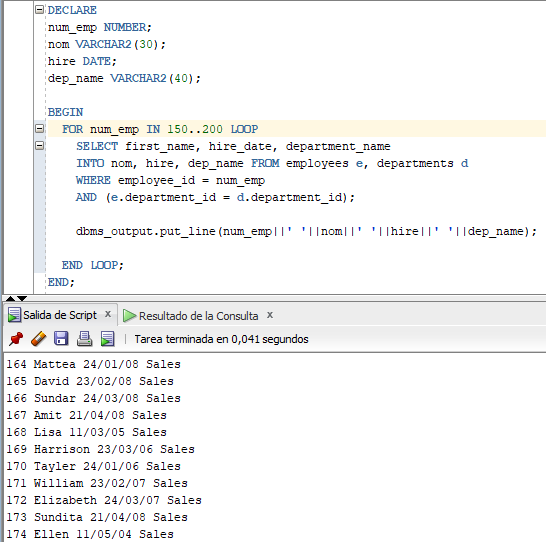 DECLARE
num_emp NUMBER;
nom VARCHAR2(30);
hire DATE;
dep_name VARCHAR2(40);
BEGIN
FOR num_emp IN 150..200 LOOP
SELECT first_name, hire_date, department_name
INTO nom, hire, dep_name FROM employees e, departments d
WHERE employee_id = num_emp
AND (e.department_id = d.department_id);
dbms_output.put_line(num_emp||' '||nom||' '||hire||' '||dep_name);
END LOOP;
END;
Salida de Script x Resultado de la Consulta x
Tarea terminada en 0,041 segundos
164 Mattea 24/01/08 Sales
165 David 23/02/08 Sales
166 Sundar 24/03/08 Sales
167 Amit 21/04/08 Sales
168 Lisa 11/03/05 Sales
169 Harrison 23/03/06 Sales
170 Tayler 24/01/06 Sales
171 William 23/02/07 Sales
172 Elizabeth 24/03/07 Sales
173 Sundita 21/04/08 Sales
174 Ellen 11/05/04 Sales